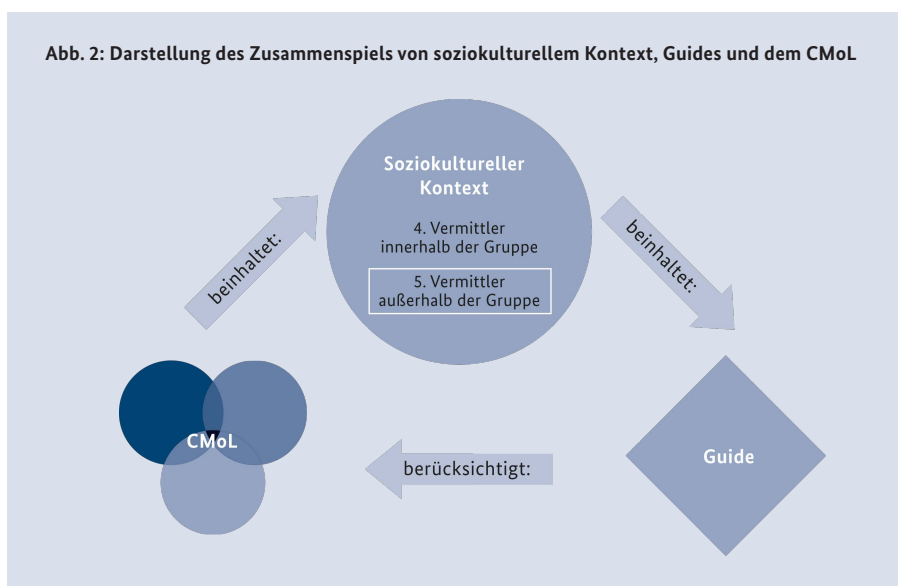 Abb. 2: Darstellung des Zusammenspiels von soziokulturellem Kontext, Guides und dem CMoL
Soziokultureller
Kontext
4. Vermittler
innerhalb der Gruppe
5. Vermittler
außerhalb der Gruppe
beinhaltet:
beinhaltet:
CMoL
berücksichtigt:
Guide